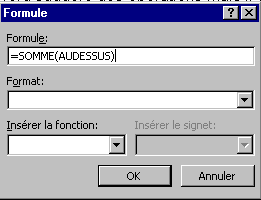 Formule
Formule:
=SOMME(AUDESSUS)
Format:
Insérer la fonction: Insérer le signet:
OK Annuler